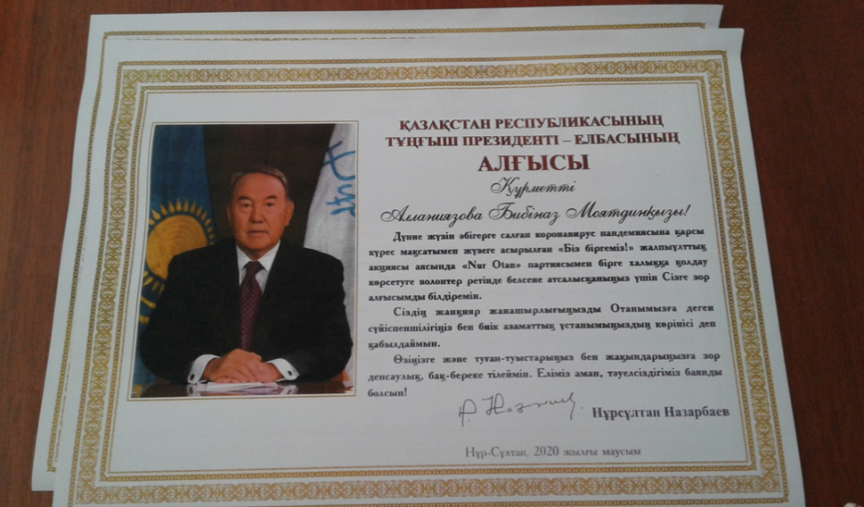 ҚАЗАҚСТАН РЕСПУБЛИКАСЫНЫҢ
ТҰҢҒЫШ ПРЕЗИДЕНТІ – ЕЛБАСЫНЫҢ
АЛҒЫСЫ
Құрметті
Аланиязова Бибіназ Моятдинқызы!
Дүние жүзін әбігерге салған коронавирус пандемиясына қарсы
күрес мақсатымен жүзеге асырылған «Біз біргеміз!» жалпыұлттық
акциясы аясында «Nur Otan» партиясымен бірге халыққа қолдау
көрсетуге волонтер ретінде белсене атсалысқаныңыз үшін Сізге зор
алғысымды білдіремін.
Сіздің жанқияр жанашырлығыңызды Отанымызға деген
сүйіспеншілігіңіз бен биік азаматтық ұстанымыңыздың көрінісі деп
қабылдаймын.
Өзіңізге және туған-туыстарыңыз бен жақындарыңызға зор
денсаулық, бақ-береке тілеймін. Еліміз аман, тәуелсіздігіміз баянды
болсын!
Нұрсұлтан Назарбаев
Нұр-Сұлтан, 2020 жылғы маусым